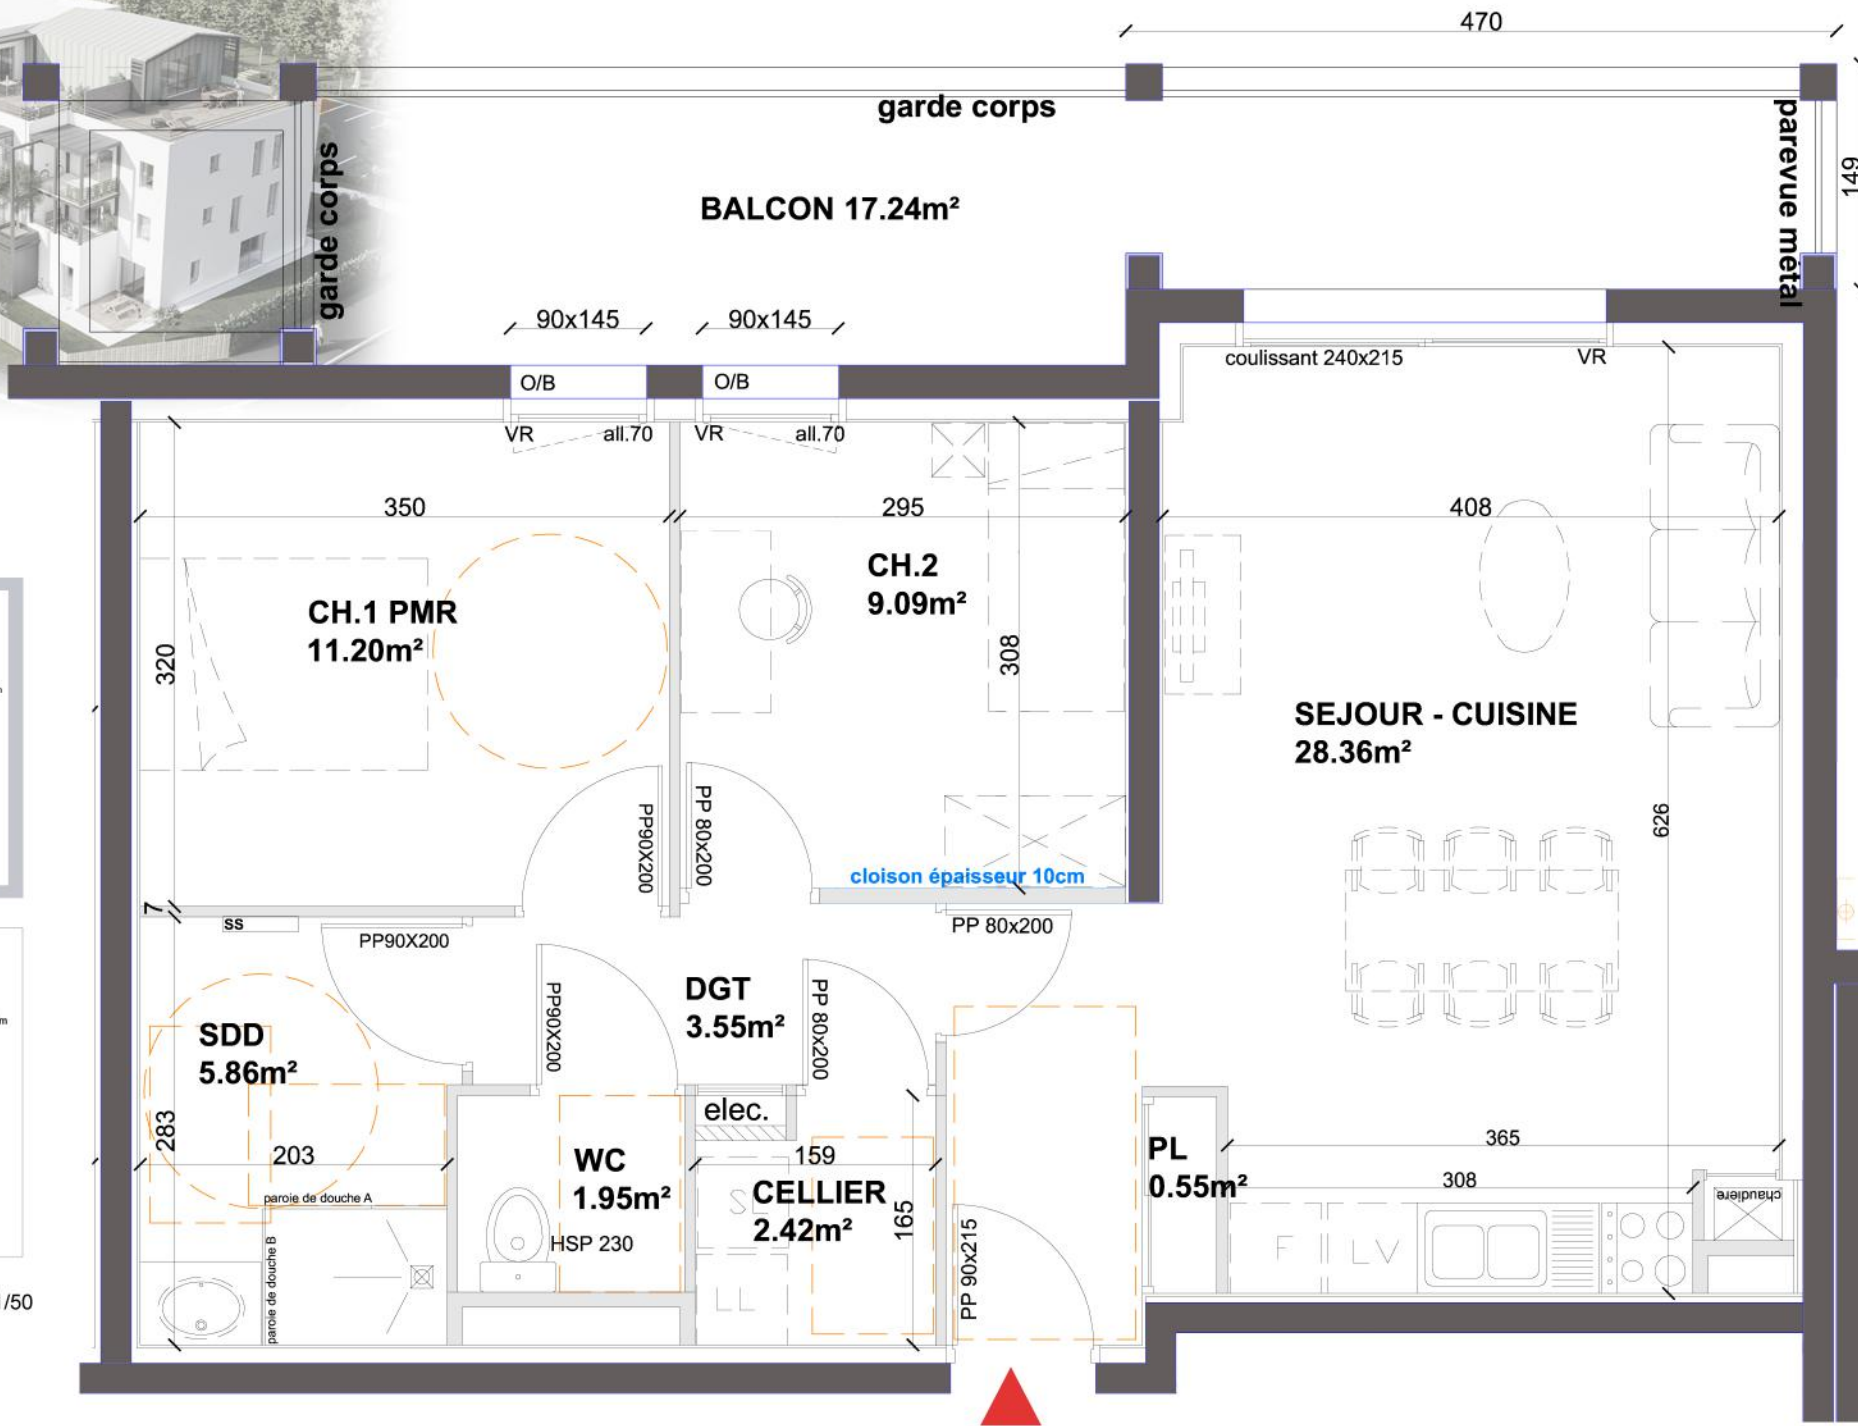 470
garde corps
parevue métal
149
garde corps
BALCON 17.24m²
90x145
90x145
O/B
O/B
coulissant 240x215
VR
VR
all.70
VR
all.70
350
295
408
CH.1 PMR
11.20m²
CH.2
9.09m²
320
308
SEJOUR - CUISINE
28.36m²
626
PP90X200
PP 80x200
cloison épaisseur 10cm
7
ss
PP90X200
PP 80x200
PP90X200
DGT
3.55m²
PP 80x200
SDD
5.86m²
283
203
elec.
WC
1.95m²
159
PL
0.55m²
365
308
chaudière
paroie de douche A
SL
CELLIER
2.42m²
165
HSP 230
paroie de douche B
PP 90x215
F
LV
LL
/50